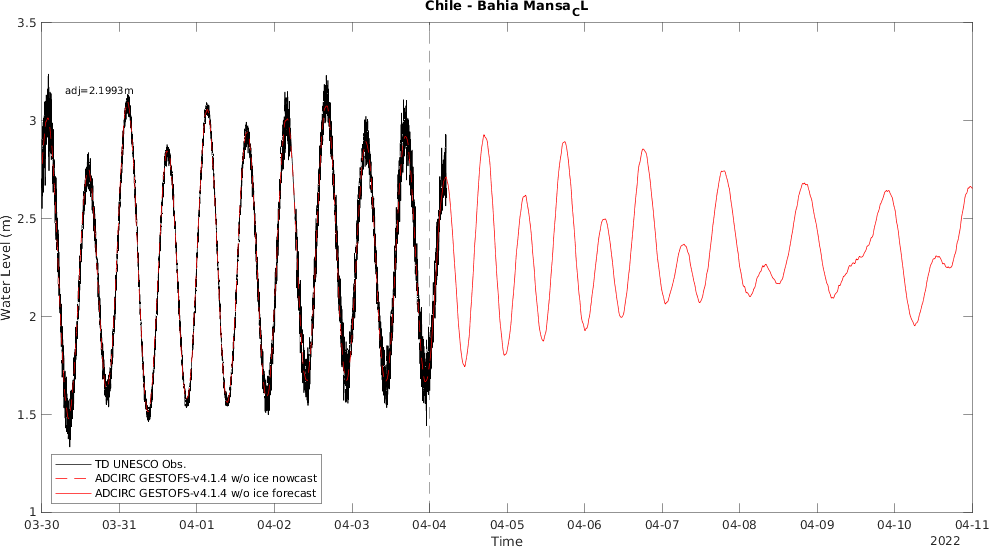 Chile - Bahia Mansa_CL
adj=2.1993m
3.5
3
2.5
2
1.5
1
Water Level (m)
TD UNESCO Obs.
ADCIRC GESTOFS-v4.1.4 w/o ice nowcast
ADCIRC GESTOFS-v4.1.4 w/o ice forecast
03-30 03-31 04-01 04-02 04-03 04-04 04-05 04-06 04-07 04-08 04-09 04-10 04-11
Time
2022